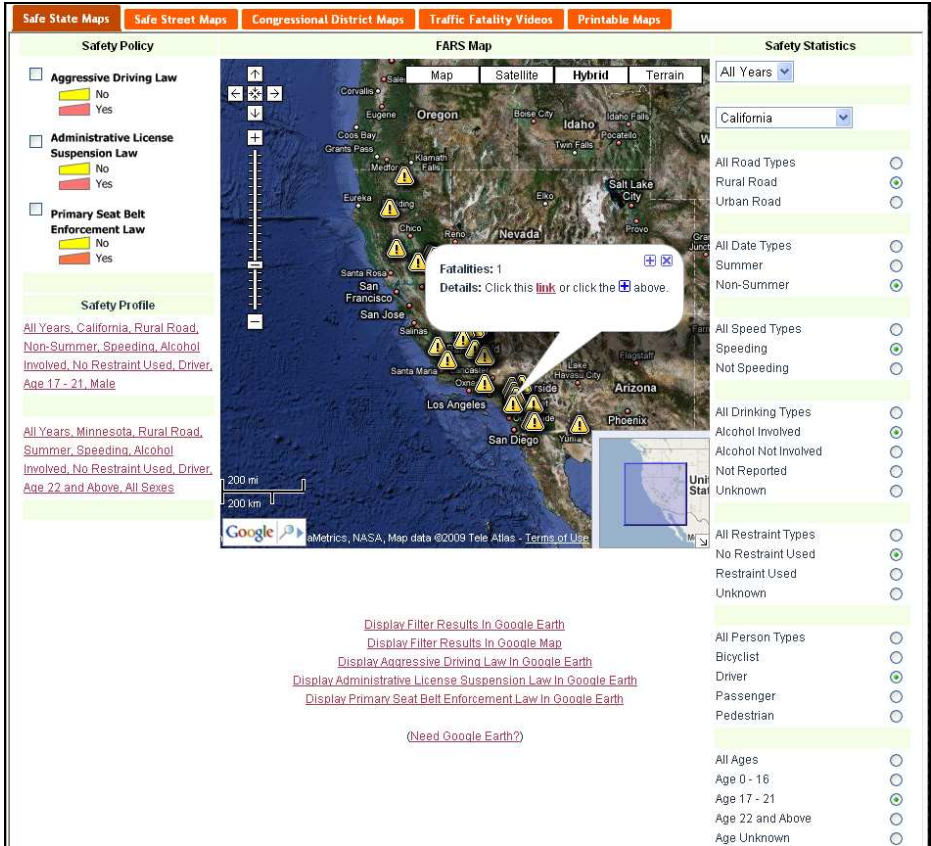 Safe State Maps
Safe Street Maps
Congressional District Maps
Traffic Fatality Videos
Printable Maps
Safety Policy
Aggressive Driving Law
No
Yes
Administrative License
Suspension Law
No
Yes
Primary Seat Belt
Enforcement Law
No
Yes
Safety Profile
All Years, California, Rural Road,
Non-Summer, Speeding, Alcohol
Involved, No Restraint Used, Driver,
Age 17 - 21, Male
All Years, Minnesota, Rural Road,
Summer, Speeding, Alcohol
Involved, No Restraint Used, Driver,
Age 22 and Above, All Sexes
FARS Map
Map
Satellite
Hybrid
Terrain
Corvallis
Eugene
Oregon
Boise City
Idaho
Idaho Falls
Coos Bay
Pocatello
Twin Falls
Grants Pass
Klamath
Falls
Medfor
Salt Lake
City
Eureka
Elko
Chico
Reno
Nevada
Provo
Santa Rosa
San
Francisco
San Jose
Salinas
Fatalities: 1
Details: Click this link or click the above.
Santa Maria
Lake
Havasu City
Flagstaff
Los Angeles
Arizona
Phoenix
San Diego
Yuma
200 mi
200 km
Google
aMetrics, NASA, Map data ©2009 Tele Atlas - Terms of Use
Display Filter Results In Google Earth
Display Filter Results In Google Map
Display Aggressive Driving Law In Google Earth
Display Administrative License Suspension Law In Google Earth
Display Primary Seat Belt Enforcement Law In Google Earth
(Need Google Earth?)
Safety Statistics
All Years
California
All Road Types
Rural Road
Urban Road
All Date Types
Summer
Non-Summer
All Speed Types
Speeding
Not Speeding
All Drinking Types
Alcohol Involved
Alcohol Not Involved
Not Reported
Unknown
All Restraint Types
No Restraint Used
Restraint Used
Unknown
All Person Types
Bicyclist
Driver
Passenger
Pedestrian
All Ages
Age 0 - 16
Age 17 - 21
Age 22 and Above
Age Unknown